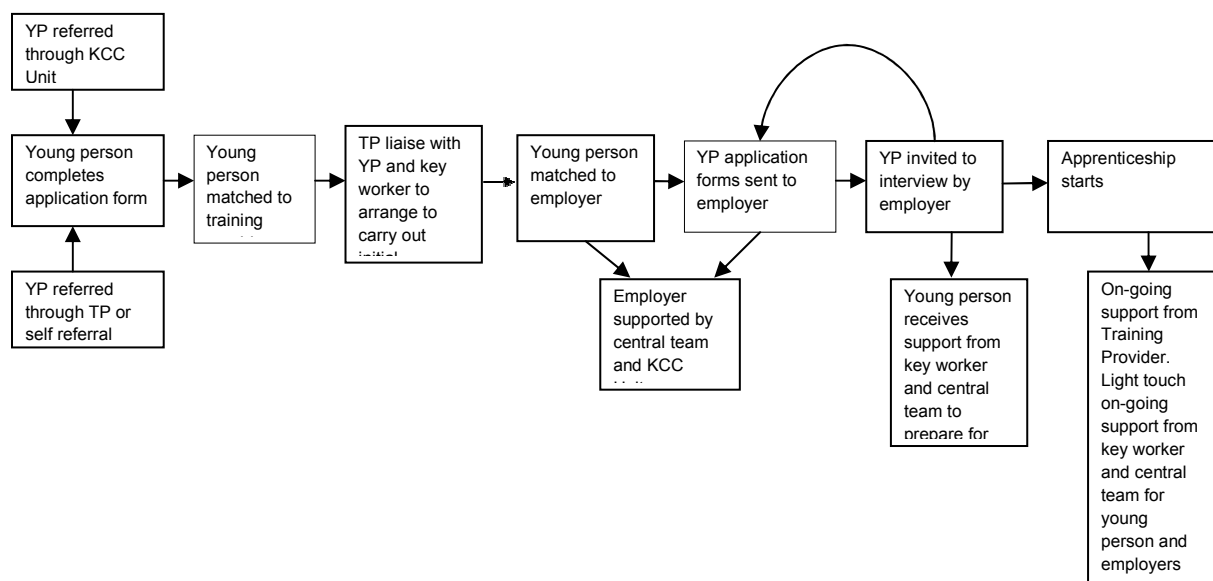 YP referred
through KCC
Unit
Young person
completes
application form
YP referred
through TP or
self referral
Young
person
matched to
training
TP liaise with
YP and key
worker to
arrange to
carry out
initial
Young person
matched to
employer
YP application
forms sent to
employer
Employer
supported by
central team
and KCC
YP invited to
interview by
employer
Young person
receives
support from
key worker
and central
team to
prepare for
Apprenticeship
starts
On-going
support from
Training
Provider.
Light touch
on-going
support from
key worker
and central
team for
young
person and
employers